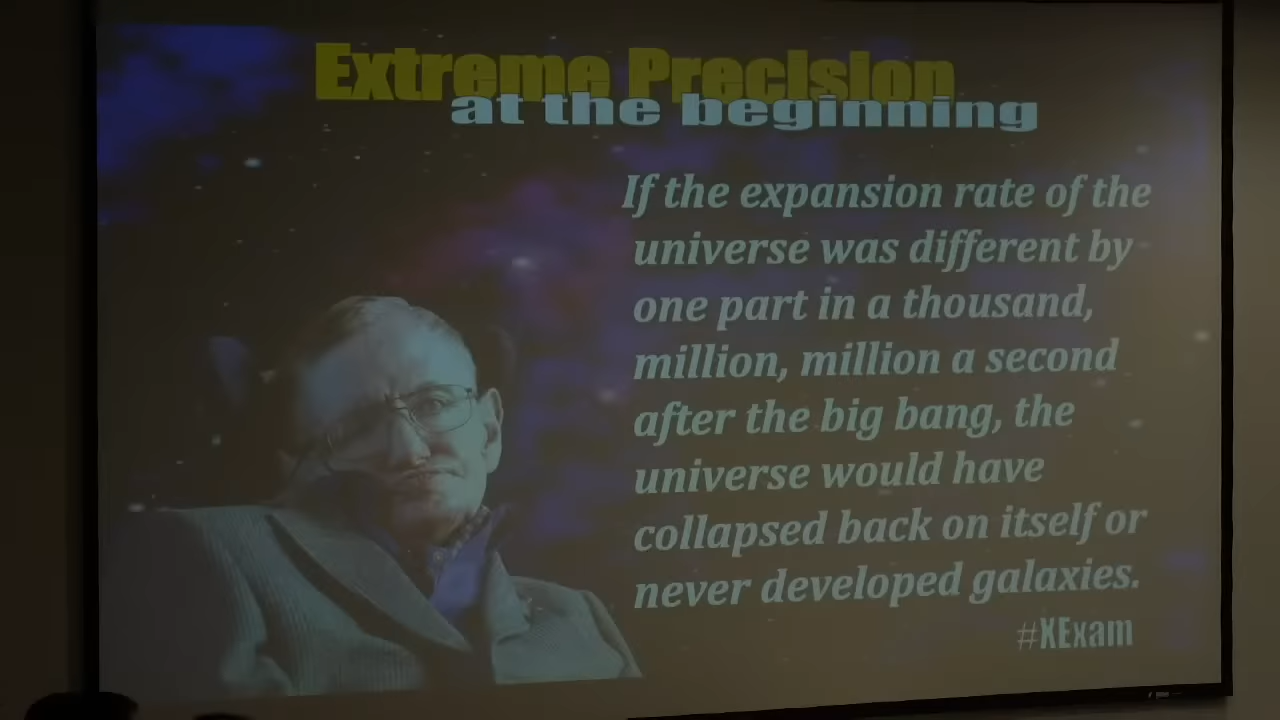 Extreme Precision
at the beginning
If the expansion rate of the
universe was different by
one part in a thousand,
million, million a second
after the big bang, the
universe would have
collapsed back on itself or
never developed galaxies.
#XExam